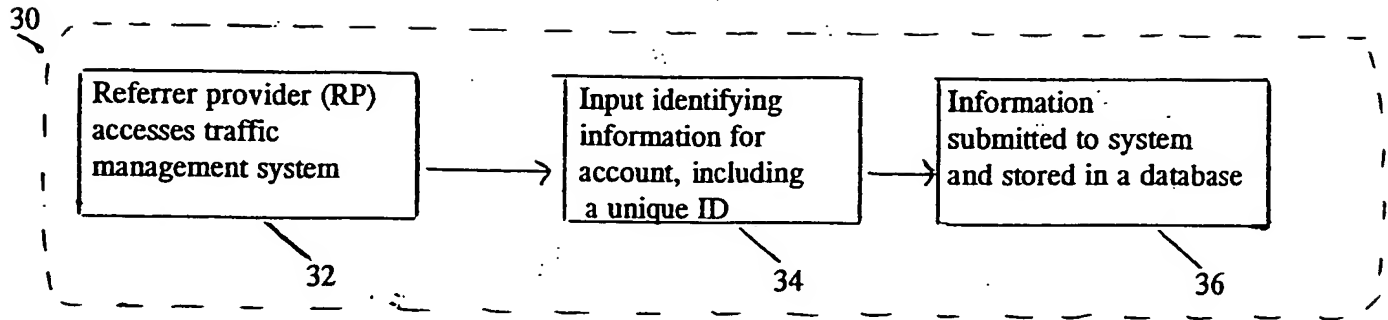 30
Referrer provider (RP)
accesses traffic
management system
Input identifying
information for
account, including
a unique ID
Information
submitted to system
and stored in a database
32
34
36